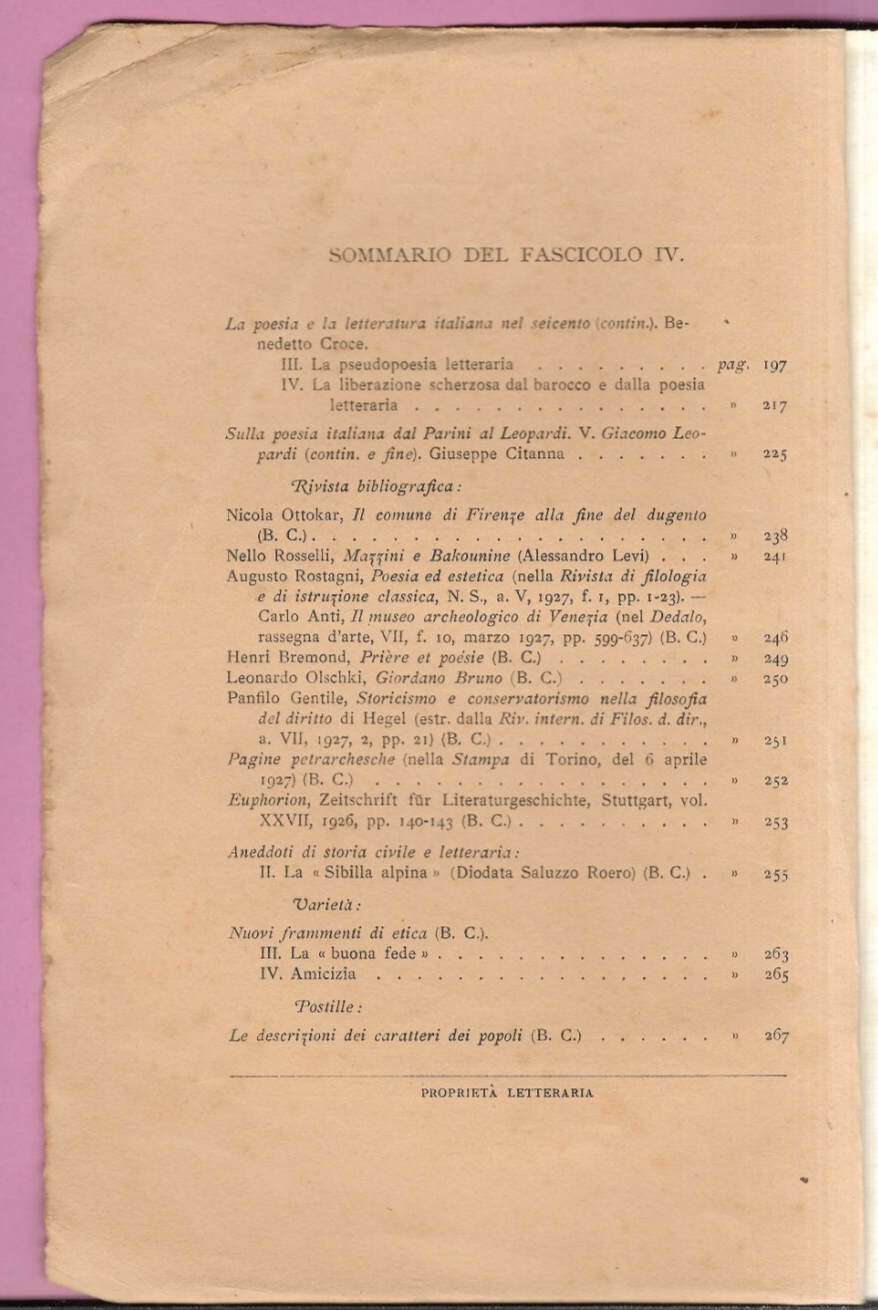 SOMMARIO DEL FASCICOLO IV.
La poesia e la letteratura italiana nel seicento (contin.). Be-
nedetto Croce.
III. La pseudopoesia letteraria . . . . . . . . . pag. 197
IV. La liberazione scherzosa dal barocco e dalla poesia
letteraria . . . . . . . . . . . . . . . » 217
Sulla poesia italiana dal Parini al Leopardi. V. Giacomo Leo-
pardi (contin. e fine). Giuseppe Citanna . . . . . . . » 225
Rivista bibliografica :
Nicola Ottokar, Il comune di Firenze alla fine del dugento
(B. C.) . . . . . . . . . . . . . . . . . . . » 238
Nello Rosselli, Mazzini e Bakounine (Alessandro Levi) . . . » 241
Augusto Rostagni, Poesia ed estetica (nella Rivista di filologia
e di istruzione classica, N. S., a. V, 1927, f. 1, pp. 1-23). —
Carlo Anti, Il museo archeologico di Venezia (nel Dedalo,
rassegna d'arte, VII, f. 10, marzo 1927, pp. 599-637) (B. C.) » 246
Henri Bremond, Prière et poésie (B. C.) . . . . . . . . » 249
Leonardo Olschki, Giordano Bruno (B. C.) . . . . . . . » 250
Panfilo Gentile, Storicismo e conservatorismo nella filosofia
del diritto di Hegel (estr. dalla Riv. intern. di Filos. d. dir.,
a. VII, 1927, 2, pp. 21) (B. C.) . . . . . . . . . . . » 251
Pagine petrarchesche (nella Stampa di Torino, del 6 aprile
1927) (B. C.) . . . . . . . . . . . . . . . . » 252
Euphorion, Zeitschrift für Literaturgeschichte, Stuttgart, vol.
XXVII, 1926, pp. 140-143 (B. C.) . . . . . . . . . . » 253
Aneddoti di storia civile e letteraria :
II. La « Sibilla alpina » (Diodata Saluzzo Roero) (B. C.) . » 255
Varietà :
Nuovi frammenti di etica (B. C.).
III. La « buona fede » . . . . . . . . . . . . . . » 263
IV. Amicizia . . . . . . . . . . . . . . . . . » 265
Postille :
Le descrizioni dei caratteri dei popoli (B. C.) . . . . . . » 267
PROPRIETÀ LETTERARIA